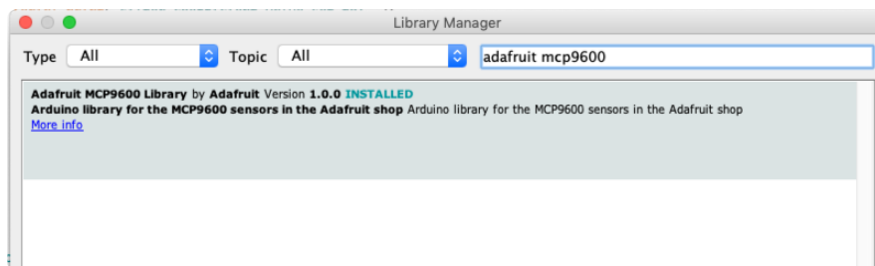 Library Manager
Type All Topic All adafruit mcp9600
Adafruit MCP9600 Library by Adafruit Version 1.0.0 INSTALLED
Arduino library for the MCP9600 sensors in the Adafruit shop Arduino library for the MCP9600 sensors in the Adafruit shop
More info